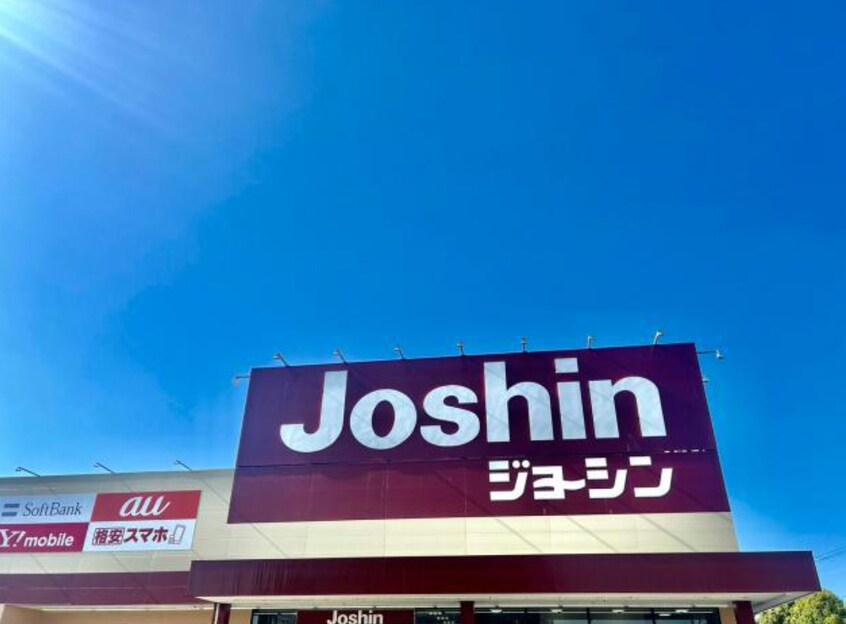 Joshin
ジョーシン
SoftBank
au
Y!mobile
格安スマホ
Joshin